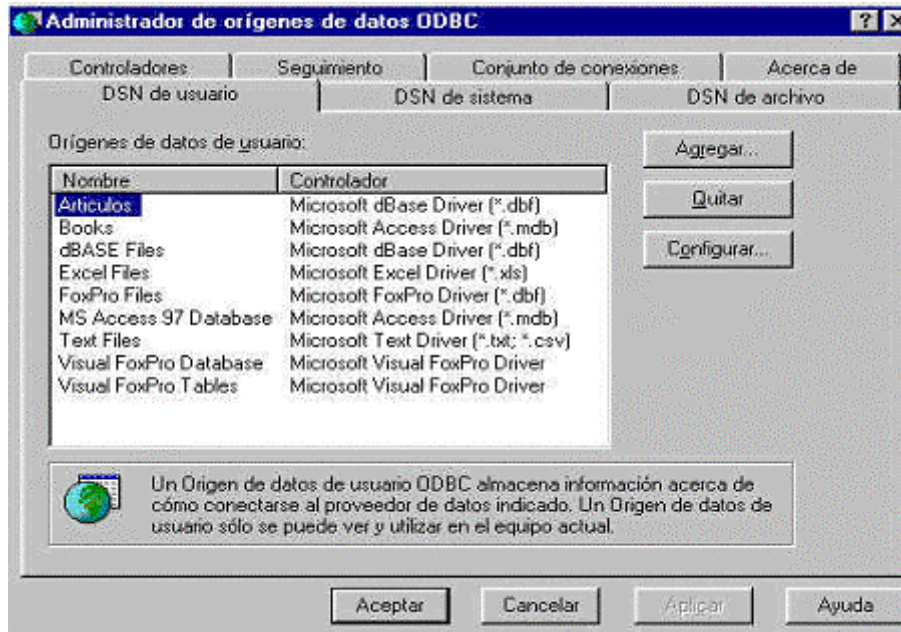 Administrador de orígenes de datos ODBC
Controladores Seguimiento Conjunto de conexiones Acerca de
DSN de usuario DSN de sistema DSN de archivo
Orígenes de datos de usuario:
Agregar...
Quitar
Configurar...
Nombre Controlador
Articulos Microsoft dBase Driver (*.dbf)
Books Microsoft Access Driver (*.mdb)
dBASE Files Microsoft dBase Driver (*.dbf)
Excel Files Microsoft Excel Driver (*.xls)
FoxPro Files Microsoft FoxPro Driver (*.dbf)
MS Access 97 Database Microsoft Access Driver (*.mdb)
Text Files Microsoft Text Driver (*.txt; *.csv)
Visual FoxPro Database Microsoft Visual FoxPro Driver
Visual FoxPro Tables Microsoft Visual FoxPro Driver
Un Origen de datos de usuario ODBC almacena información acerca de
cómo conectarse al proveedor de datos indicado. Un Origen de datos de
usuario sólo se puede ver y utilizar en el equipo actual.
Aceptar Cancelar Aplicar Ayuda